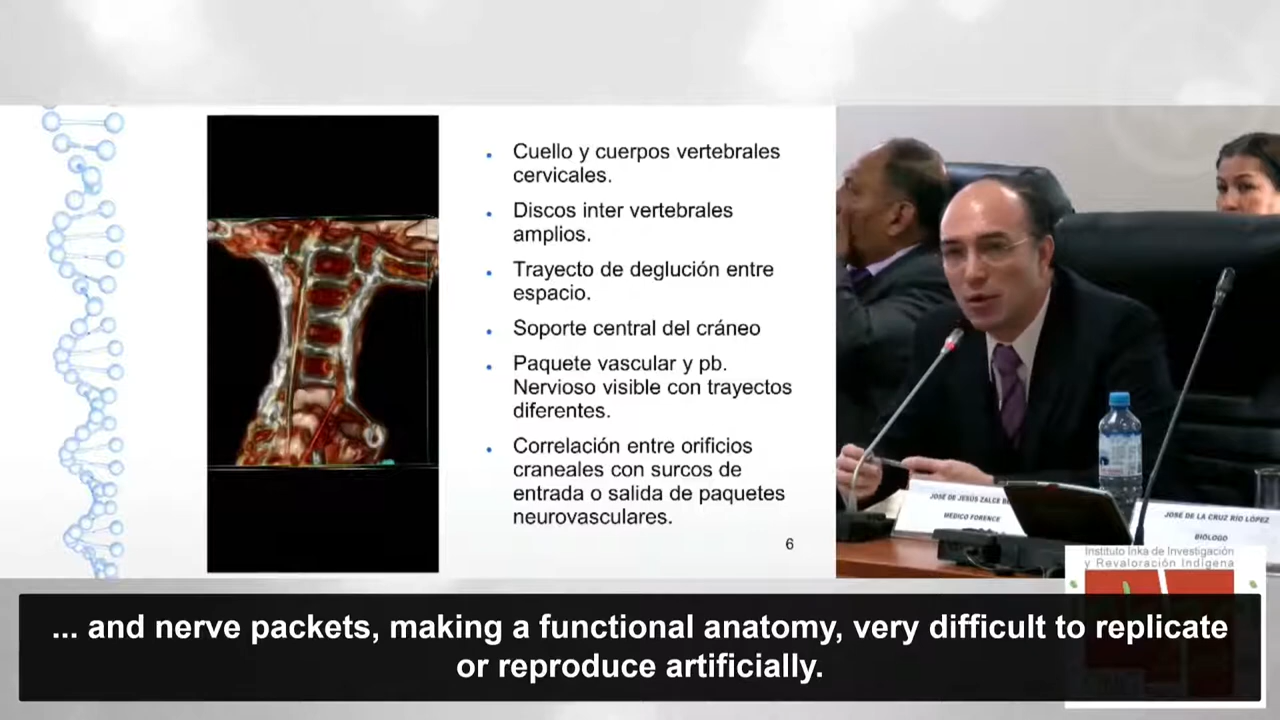 Cuello y cuerpos vertebrales
cervicales.
Discos inter vertebrales
amplios.
Trayecto de deglución entre
espacio.
Soporte central del cráneo
Paquete vascular y pb.
Nervioso visible con trayectos
diferentes.
Correlación entre orificios
craneales con surcos de
entrada o salida de paquetes
neurovasculares.
6
JOSÉ DE JESÚS ZALCE
MEDICO FORENCE
JOSÉ DE LA CRUZ RIO LÓPEZ
BIÓLOGO
Instituto Inka de Investigación
y Revaloración Indígena
... and nerve packets, making a functional anatomy, very difficult to replicate
or reproduce artificially.